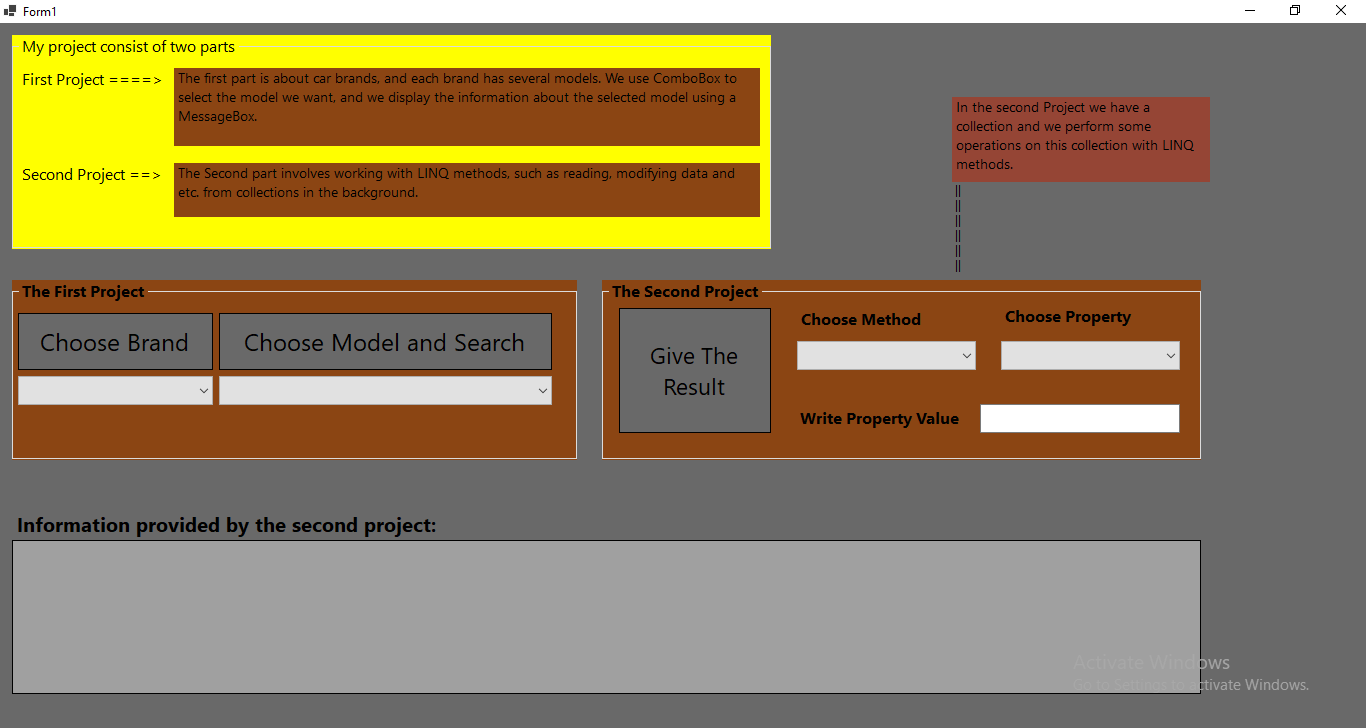 Form1
My project consist of two parts
First Project ====>
The first part is about car brands, and each brand has several models. We use ComboBox to
select the model we want, and we display the information about the selected model using a
MessageBox.
Second Project ==>
The Second part involves working with LINQ methods, such as reading, modifying data and
etc. from collections in the background.
In the second Project we have a
collection and we perform some
operations on this collection with LINQ
methods.
||
||
||
||
||
||
The First Project
Choose Brand
Choose Model and Search
The Second Project
Give The
Result
Choose Method
Choose Property
Write Property Value
Information provided by the second project:
Activate Windows
Go to Settings to activate Windows.